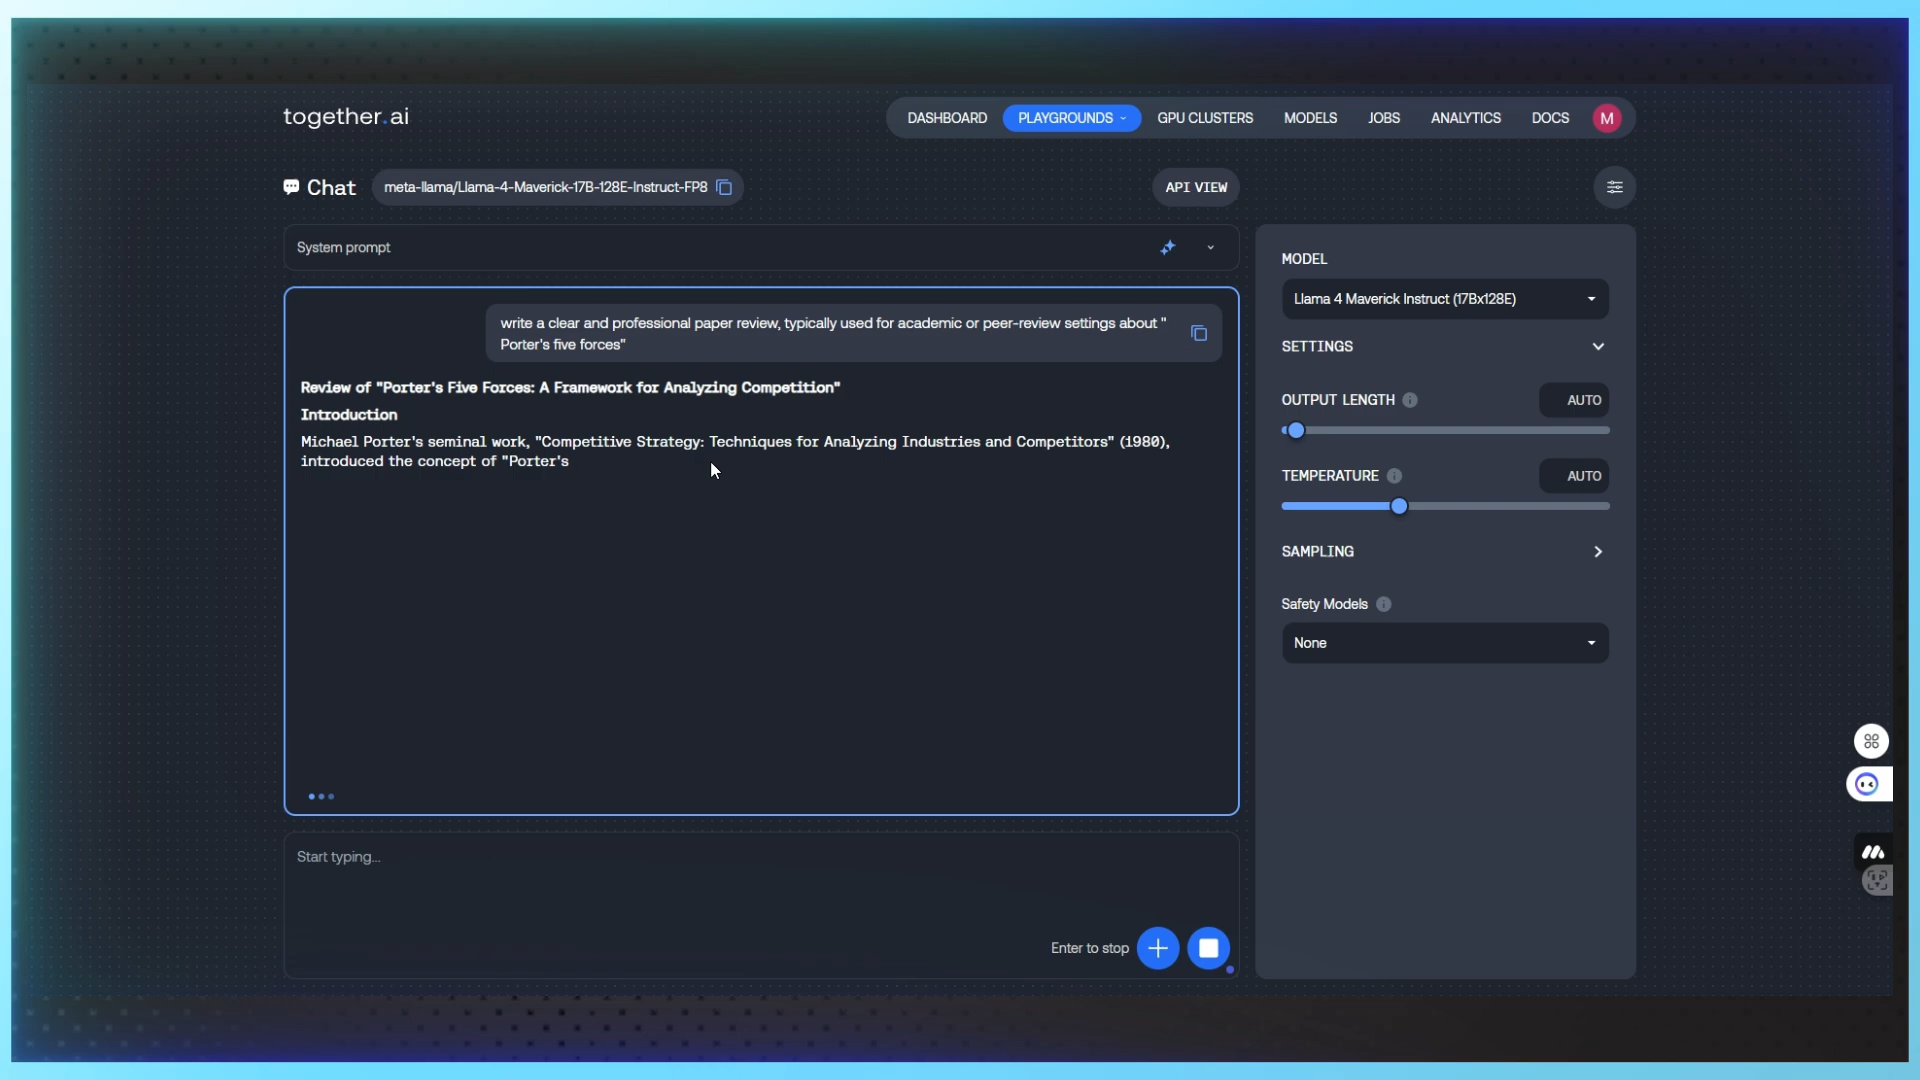 together.ai
DASHBOARD
PLAYGROUNDS
GPU CLUSTERS
MODELS
JOBS
ANALYTICS
DOCS
M
Chat
meta-llama/Llama-4-Maverick-17B-128E-Instruct-FP8
API VIEW
System prompt
write a clear and professional paper review, typically used for academic or peer-review settings about "
Porter's five forces"
Review of "Porter's Five Forces: A Framework for Analyzing Competition"
Introduction
Michael Porter's seminal work, "Competitive Strategy: Techniques for Analyzing Industries and Competitors" (1980),
introduced the concept of "Porter's
Start typing...
Enter to stop
MODEL
Llama 4 Maverick Instruct (17Bx128E)
SETTINGS
OUTPUT LENGTH
AUTO
TEMPERATURE
AUTO
SAMPLING
Safety Models
None